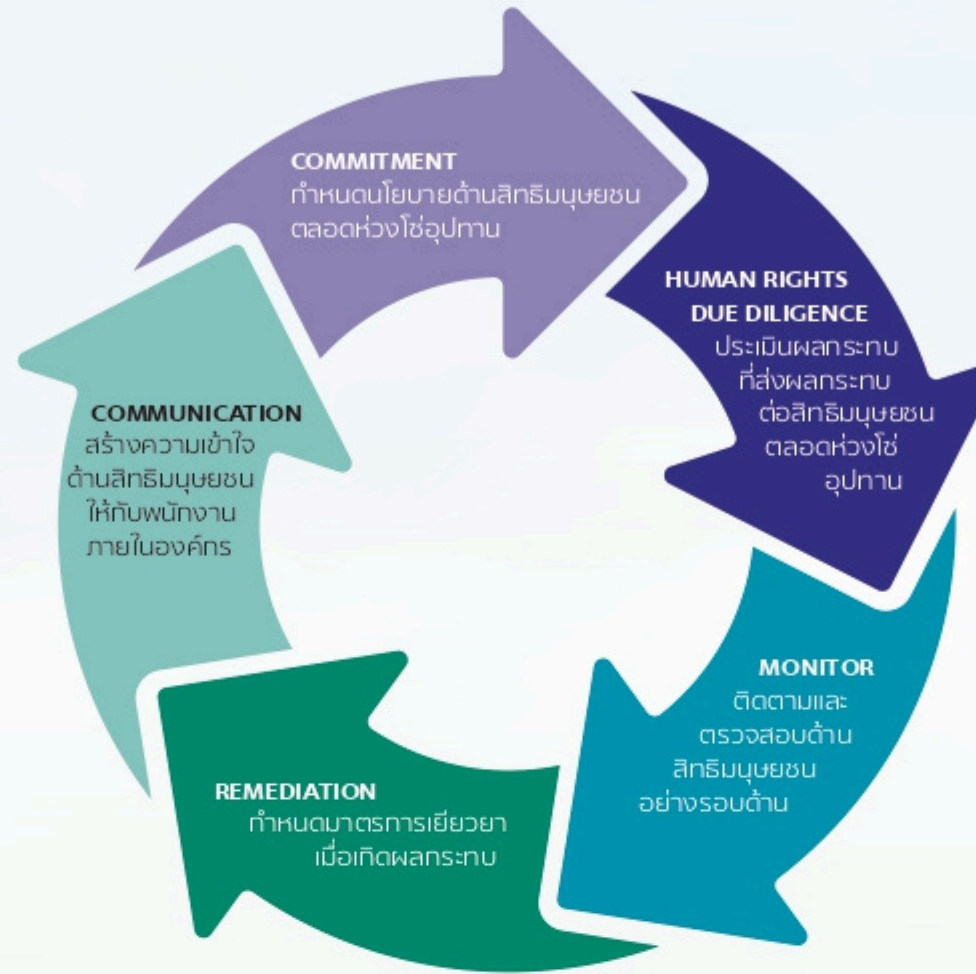 COMMITMENT
กำหนดนโยบายด้านสิทธิมนุษยชน
ตลอดห่วงโซ่อุปทาน
HUMAN RIGHTS
DUE DILIGENCE
ประเมินผลกระทบ
ที่ส่งผลกระทบ
ต่อสิทธิมนุษยชน
ตลอดห่วงโซ่
อุปทาน
MONITOR
ติดตามและ
ตรวจสอบด้าน
สิทธิมนุษยชน
อย่างรอบด้าน
REMEDIATION
กำหนดมาตรการเยียวยา
เมื่อเกิดผลกระทบ
COMMUNICATION
สร้างความเข้าใจ
ด้านสิทธิมนุษยชน
ให้กับพนักงาน
ภายในองค์กร